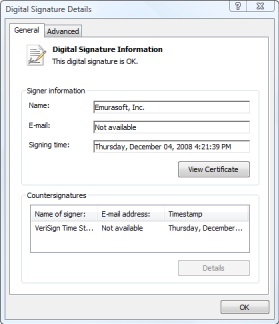 Digital Signature Details
General Advanced
Digital Signature Information
This digital signature is OK.
Signer information
Name: Emurasoft, Inc.
E-mail: Not available
Signing time: Thursday, December 04, 2008 4:21:39 PM
View Certificate
Countersignatures
Name of signer: E-mail address: Timestamp
VeriSign Time St... Not available Thursday, December...
Details
OK